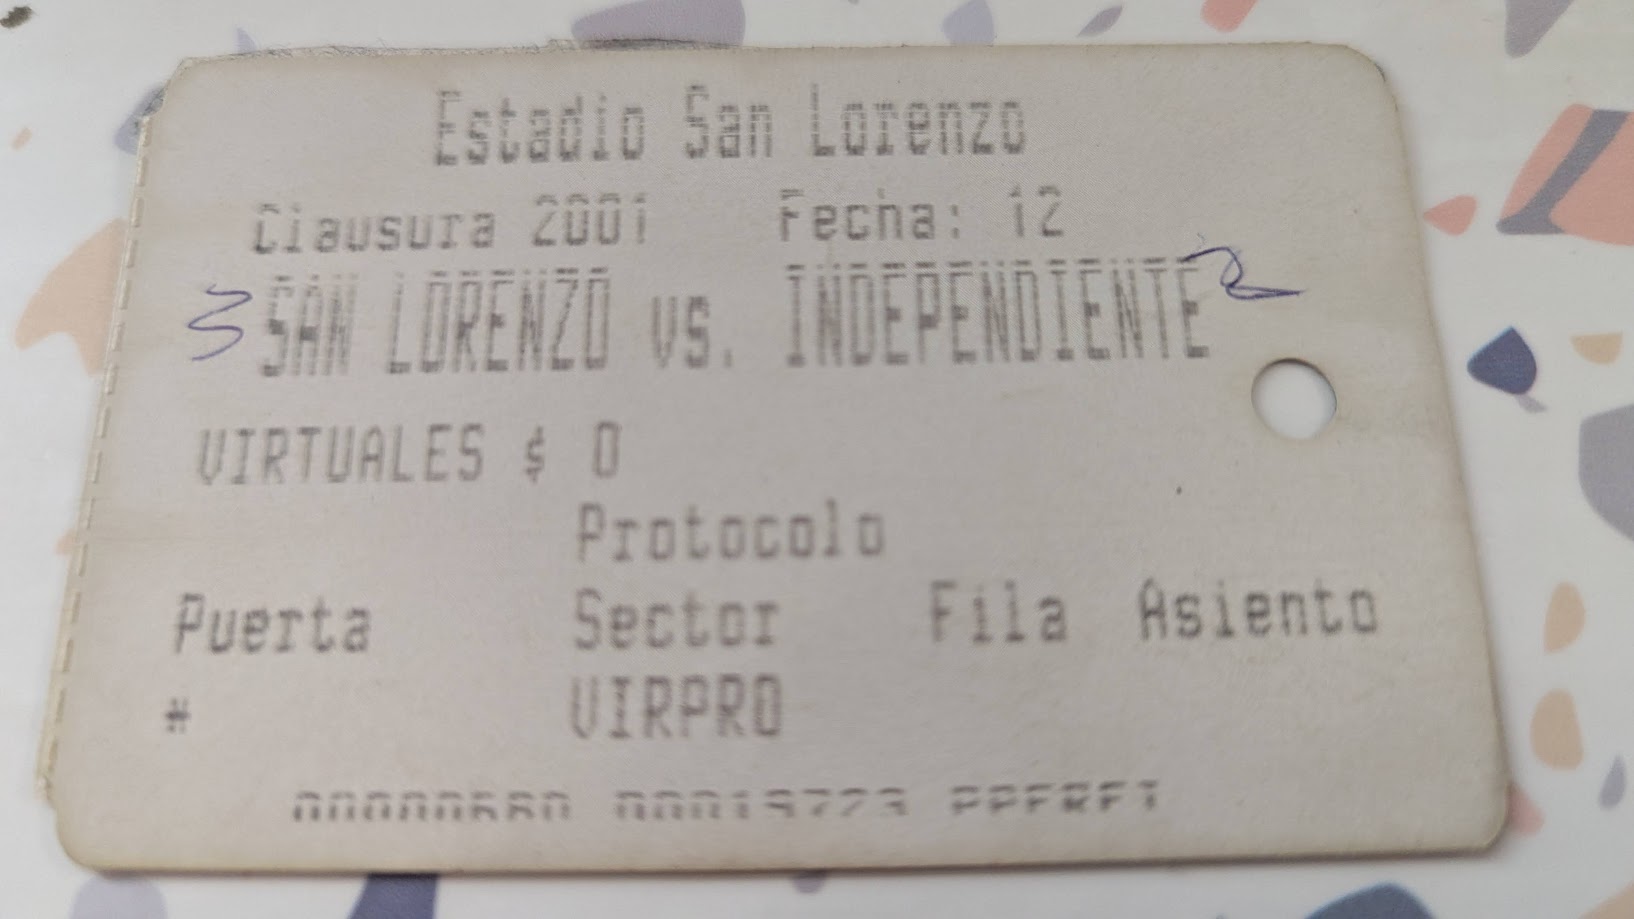 Estadio San Lorenzo
Clausura 2001 Fecha: 12
3 SAN LORENZO vs. INDEPENDIENTE 2
VIRTUALES $ 0
Protocolo
Puerta Sector Fila Asiento
* VIRPRO